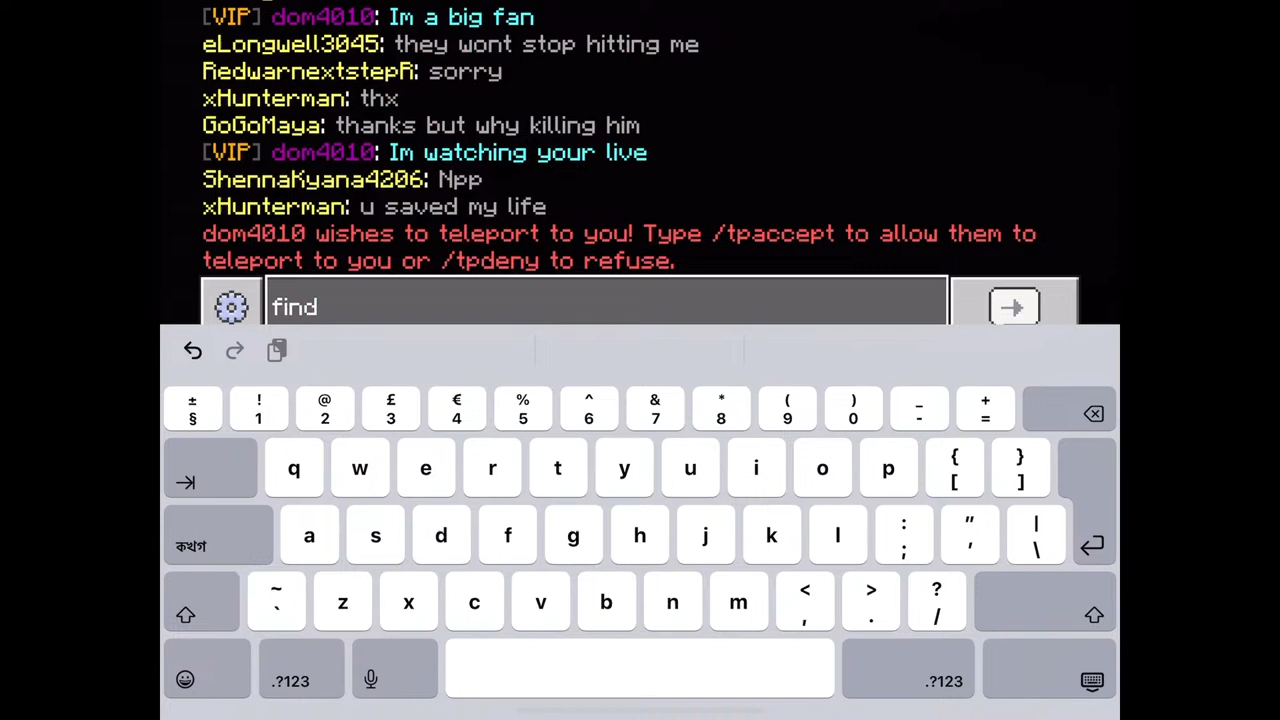 [VIP] dom4010: Im a big fan
eLongwell3045: they wont stop hitting me
RedwarnextstepR: sorry
xHunterman: thx
GoGoMaya: thanks but why killing him
[VIP] dom4010: Im watching your live
ShennaKyana4206: Npp
xHunterman: u saved my life
dom4010 wishes to teleport to you! Type /tpaccept to allow them to
teleport to you or /tpdeny to refuse.
find
± ! @ £ € % ^ & * ( ) _ +
§ 1 2 3 4 5 6 7 8 9 0 - =
q w e r t y u i o p { [ } ]
কখগ a s d f g h j k l : ; " ' | \
~ ` z x c v b n m < , > . ? /
.?123 .?123